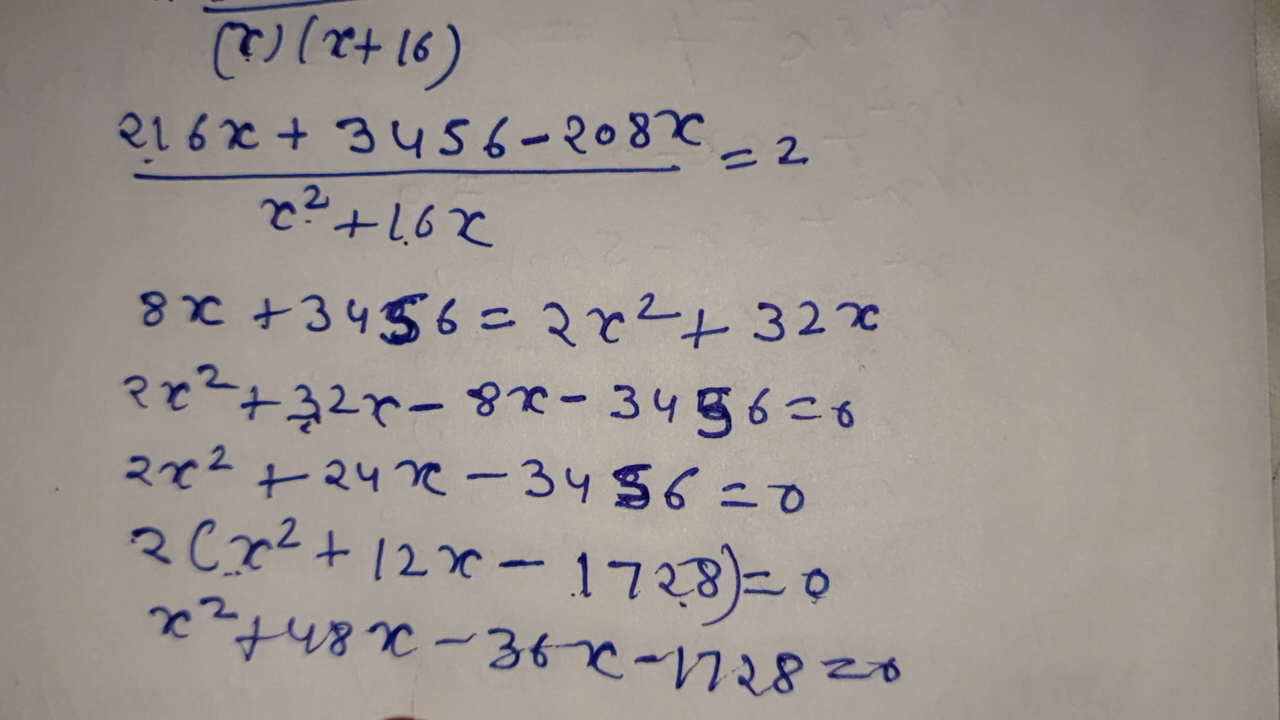 (x) (x+16)
216x + 3456-208x = 2
x²+16x
8x + 3456 = 2x² + 32x
2x² + 32x - 8x - 3456 = 0
2x² + 24x - 3456 = 0
2(x² + 12x - 1728) = 0
x² + 48x - 36x - 1728 = 0